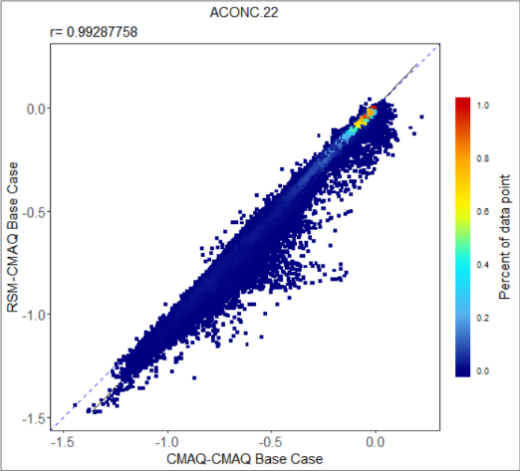 ACONC.22
r= 0.99287758
RSM-CMAQ Base Case
0.0
-0.5
-1.0
-1.5
-1.5
-1.0
-0.5
0.0
CMAQ-CMAQ Base Case
1.0
0.8
0.6
0.4
0.2
0.0
Percent of data point